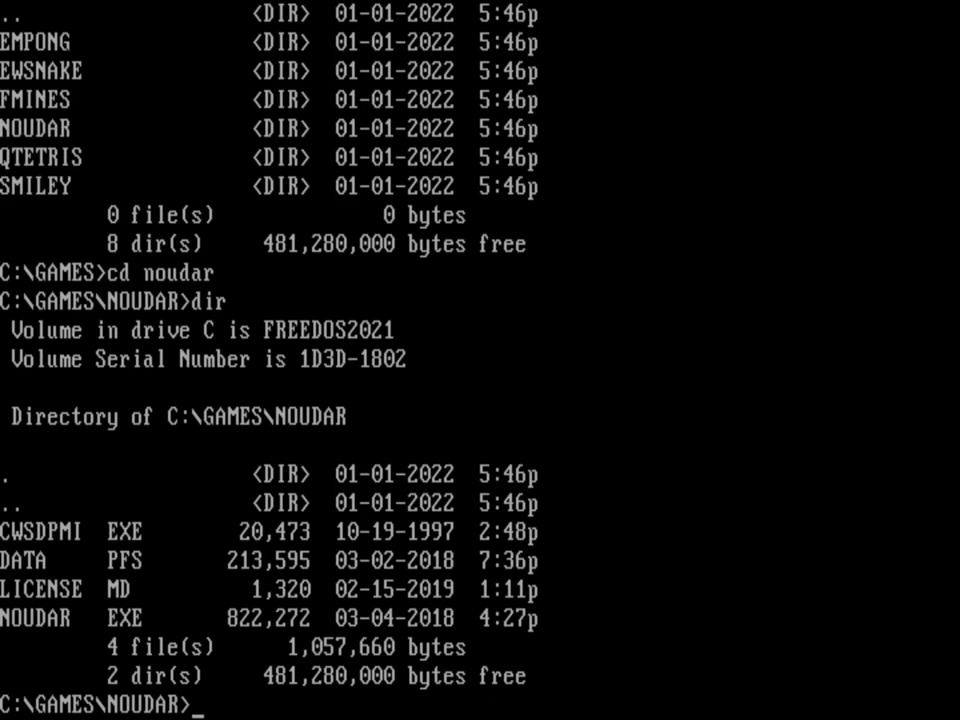 ..                   <DIR>  01-01-2022  5:46p
EMPONG               <DIR>  01-01-2022  5:46p
EWSNAKE              <DIR>  01-01-2022  5:46p
FMINES               <DIR>  01-01-2022  5:46p
NOUDAR               <DIR>  01-01-2022  5:46p
QTETRIS              <DIR>  01-01-2022  5:46p
SMILEY               <DIR>  01-01-2022  5:46p
         0 file(s)              0 bytes
         8 dir(s)     481,280,000 bytes free
C:\GAMES>cd noudar
C:\GAMES\NOUDAR>dir
 Volume in drive C is FREEDOS2021
 Volume Serial Number is 1D3D-1802
 Directory of C:\GAMES\NOUDAR
.                    <DIR>  01-01-2022  5:46p
..                   <DIR>  01-01-2022  5:46p
CWSDPMI  EXE        20,473  10-19-1997  2:48p
DATA     PFS       213,595  03-02-2018  7:36p
LICENSE  MD          1,320  02-15-2019  1:11p
NOUDAR   EXE       822,272  03-04-2018  4:27p
         4 file(s)      1,057,660 bytes
         2 dir(s)     481,280,000 bytes free
C:\GAMES\NOUDAR>_